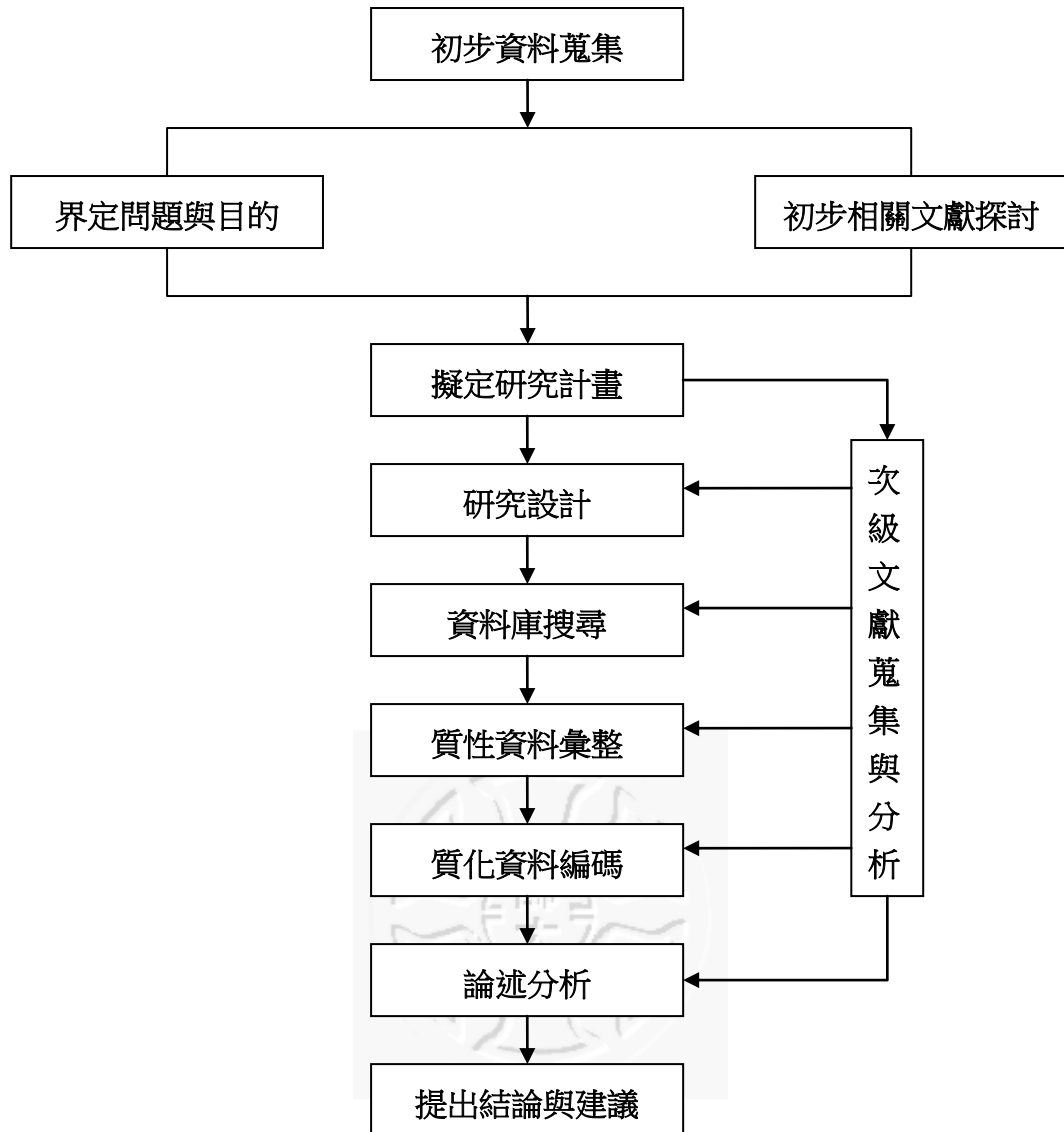 初步資料蒐集
界定問題與目的
初步相關文獻探討
擬定研究計畫
次級文獻蒐集與分析
研究設計
資料庫搜尋
質性資料彙整
質化資料編碼
論述分析
提出結論與建議